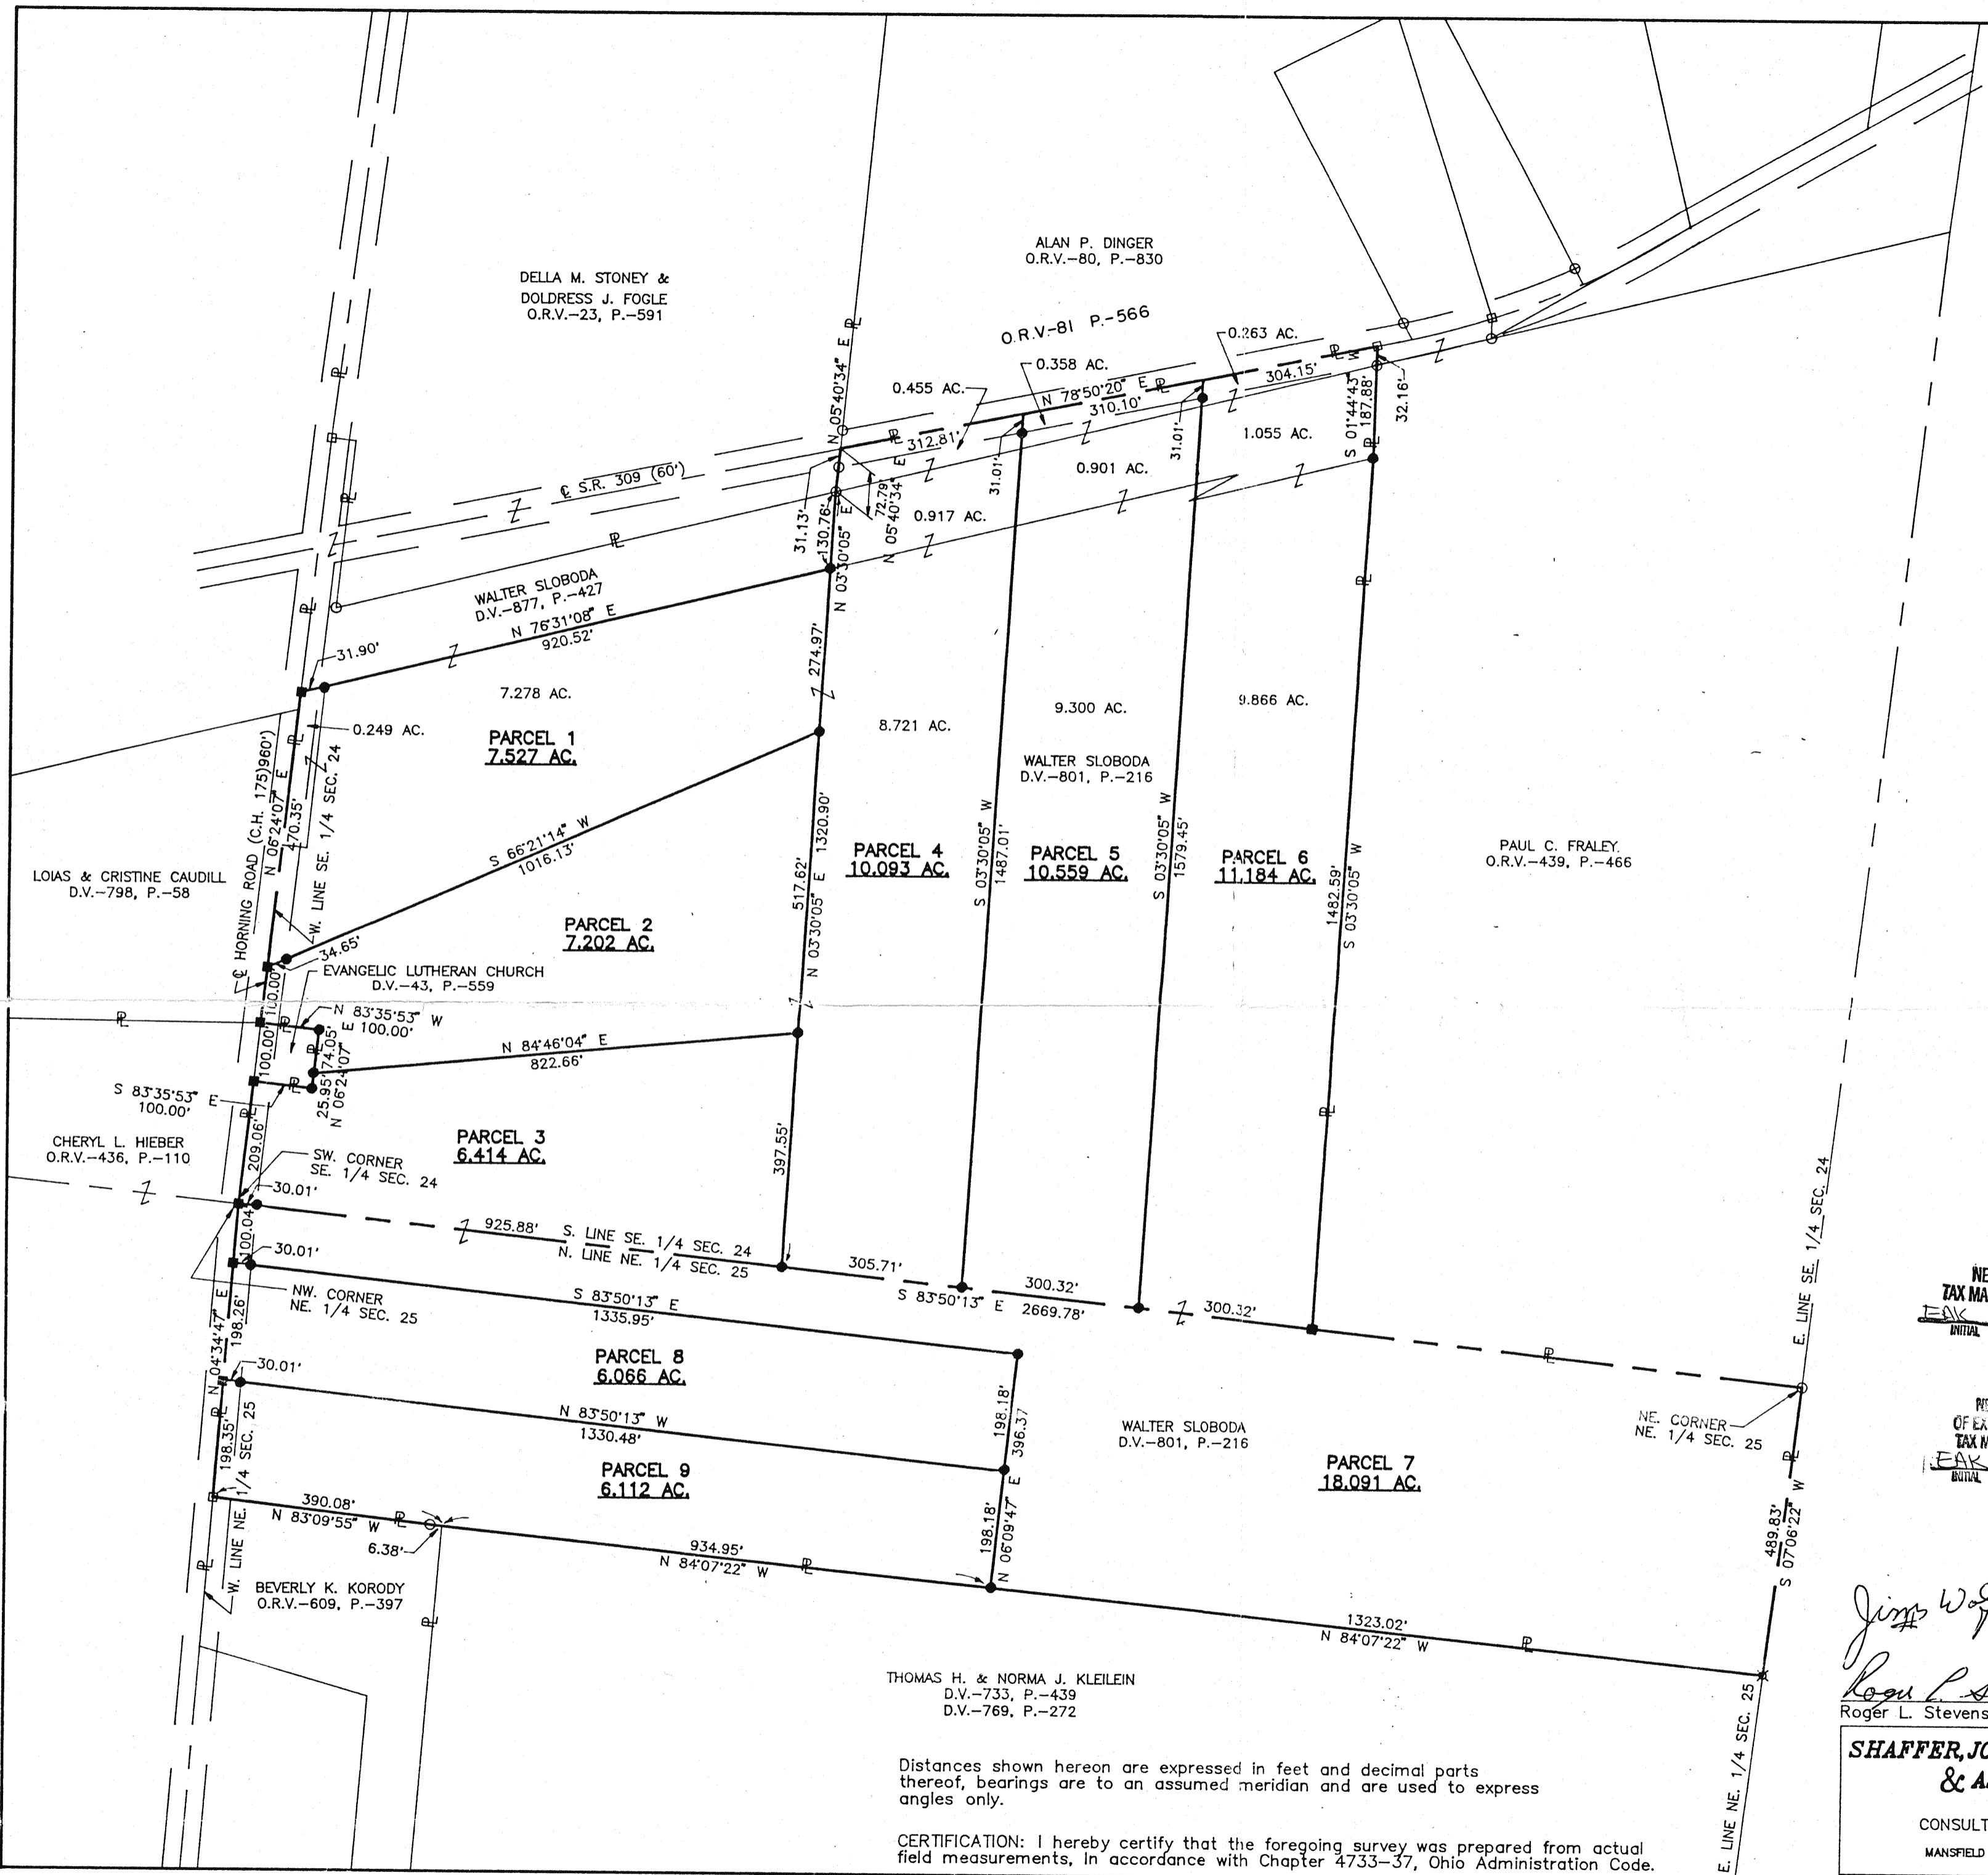 ALAN P. DINGER
O.R.V.-80, P.-830
DELLA M. STONEY &
DOLDRESS J. FOGLE
O.R.V.-23, P.-591
O.R.V.-81 P.-566
0.263 AC.
0.358 AC.
0.455 AC.
N 05°40'34" E
N 78°50'20" E
304.15'
310.10'
312.81'
S 01°44'43" W
187.88'
32.16'
1.055 AC.
31.01'
0.901 AC.
31.01'
℄ S.R. 309 (60')
31.13'
130.76'
72.79'
N 05°40'34" E
0.917 AC.
N 03°30'05" E
WALTER SLOBODA
D.V.-877, P.-427
N 76°31'08" E
920.52'
31.90'
274.97'
7.278 AC.
0.249 AC.
8.721 AC.
9.300 AC.
9.866 AC.
PARCEL 1
7.527 AC.
WALTER SLOBODA
D.V.-801, P.-216
℄ HORNING ROAD (C.H. 175)960')
N 06°24'07" E
470.35'
W. LINE SE. 1/4 SEC. 24
S 66°21'14" W
1016.13'
517.62'
N 03°30'05" E 1320.90'
PARCEL 4
10.093 AC.
S 03°30'05" W
1487.01'
PARCEL 5
10.559 AC.
S 03°30'05" W
1579.45'
PARCEL 6
11.184 AC.
1482.59'
S 03°30'05" W
PAUL C. FRALEY.
O.R.V.-439, P.-466
LOIAS & CRISTINE CAUDILL
D.V.-798, P.-58
PARCEL 2
7.202 AC.
34.65'
100.00'
EVANGELIC LUTHERAN CHURCH
D.V.-43, P.-559
N 83°35'53" W
100.00'
100.00'
74.05'
25.95'
N 06°24'07" E
N 84°46'04" E
822.66'
S 83°35'53" E
100.00'
209.06'
PARCEL 3
6.414 AC.
397.55'
CHERYL L. HIEBER
O.R.V.-436, P.-110
SW. CORNER
SE. 1/4 SEC. 24
30.01'
925.88'
S. LINE SE. 1/4 SEC. 24
N. LINE NE. 1/4 SEC. 25
305.71'
300.32'
S 83°50'13" E 2669.78'
300.32'
E. LINE SE. 1/4 SEC. 24
100.04'
30.01'
NW. CORNER
NE. 1/4 SEC. 25
S 83°50'13" E
1335.95'
N 04°34'47" E
198.26'
PARCEL 8
6.066 AC.
30.01'
N 83°50'13" W
1330.48'
198.18'
396.37
WALTER SLOBODA
D.V.-801, P.-216
NE. CORNER
NE. 1/4 SEC. 25
PARCEL 7
18.091 AC.
198.35'
W. LINE NE. 1/4 SEC. 25
PARCEL 9
6.112 AC.
390.08'
N 83°09'55" W
6.38'
934.95'
N 84°07'22" W
198.18'
N 06°09'47" E
489.83'
S 07°06'22" W
BEVERLY K. KORODY
O.R.V.-609, P.-397
1323.02'
N 84°07'22" W
THOMAS H. & NORMA J. KLEILEIN
D.V.-733, P.-439
D.V.-769, P.-272
E. LINE NE. 1/4 SEC. 25
TAX MA
EAK
INITIAL
OF EX
TAX M
EAK
INITIAL
Roger L. Stevens
SHAFFER, JO
& A
CONSULT
MANSFIELD
Distances shown hereon are expressed in feet and decimal parts
thereof, bearings are to an assumed meridian and are used to express
angles only.
CERTIFICATION: I hereby certify that the foregoing survey was prepared from actual
field measurements, In accordance with Chapter 4733-37, Ohio Administration Code.